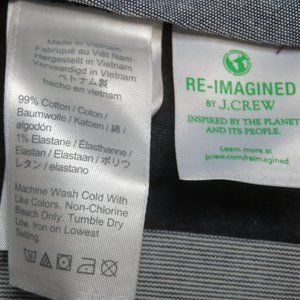 Made in Vietnam
Fabriqué au Viêt Nam
Hergestellt in Vietnam
Vervaardigd in Vietnam
ベトナム製
hecho en vietnam
99% Cotton / Coton /
Baumwolle / Katoen / 綿 /
algodón
1% Elastane / Élasthanne /
Elastan / Elastaan / ポリウ
レタン / elastano
Machine Wash Cold With
Like Colors. Non-Chlorine
Bleach Only. Tumble Dry
Low. Iron on Lowest
Setting.
RE-IMAGINED
BY J.CREW
INSPIRED BY THE PLANET
AND ITS PEOPLE.
Learn more at
jcrew.com/reimagined